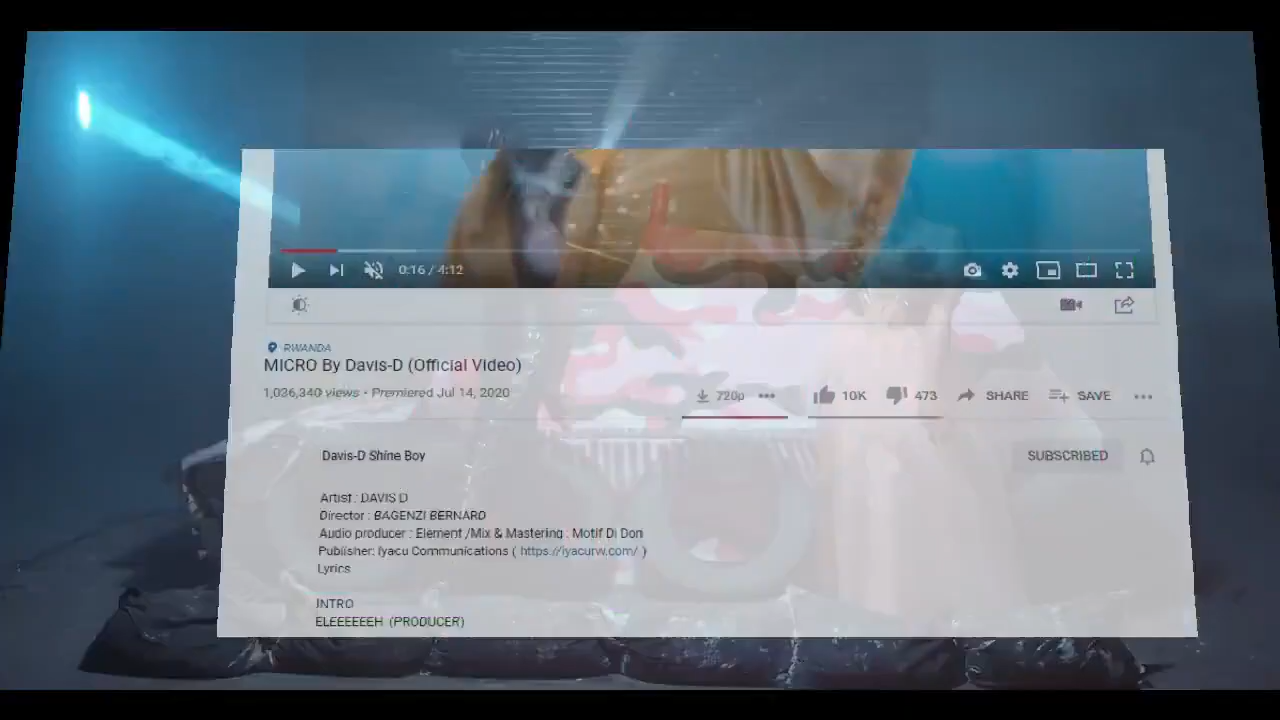 0:16 / 4:12
RWANDA
MICRO By Davis-D (Official Video)
1,036,340 views • Premiered Jul 14, 2020
720p ••• 10K 473 SHARE SAVE •••
Davis-D Shine Boy
SUBSCRIBED
Artist : DAVIS D
Director : BAGENZI BERNARD
Audio producer : Element /Mix & Mastering : Motif Di Don
Publisher: Iyacu Communications ( https://iyacurw.com/ )
Lyrics
INTRO
ELEEEEEEH (PRODUCER)